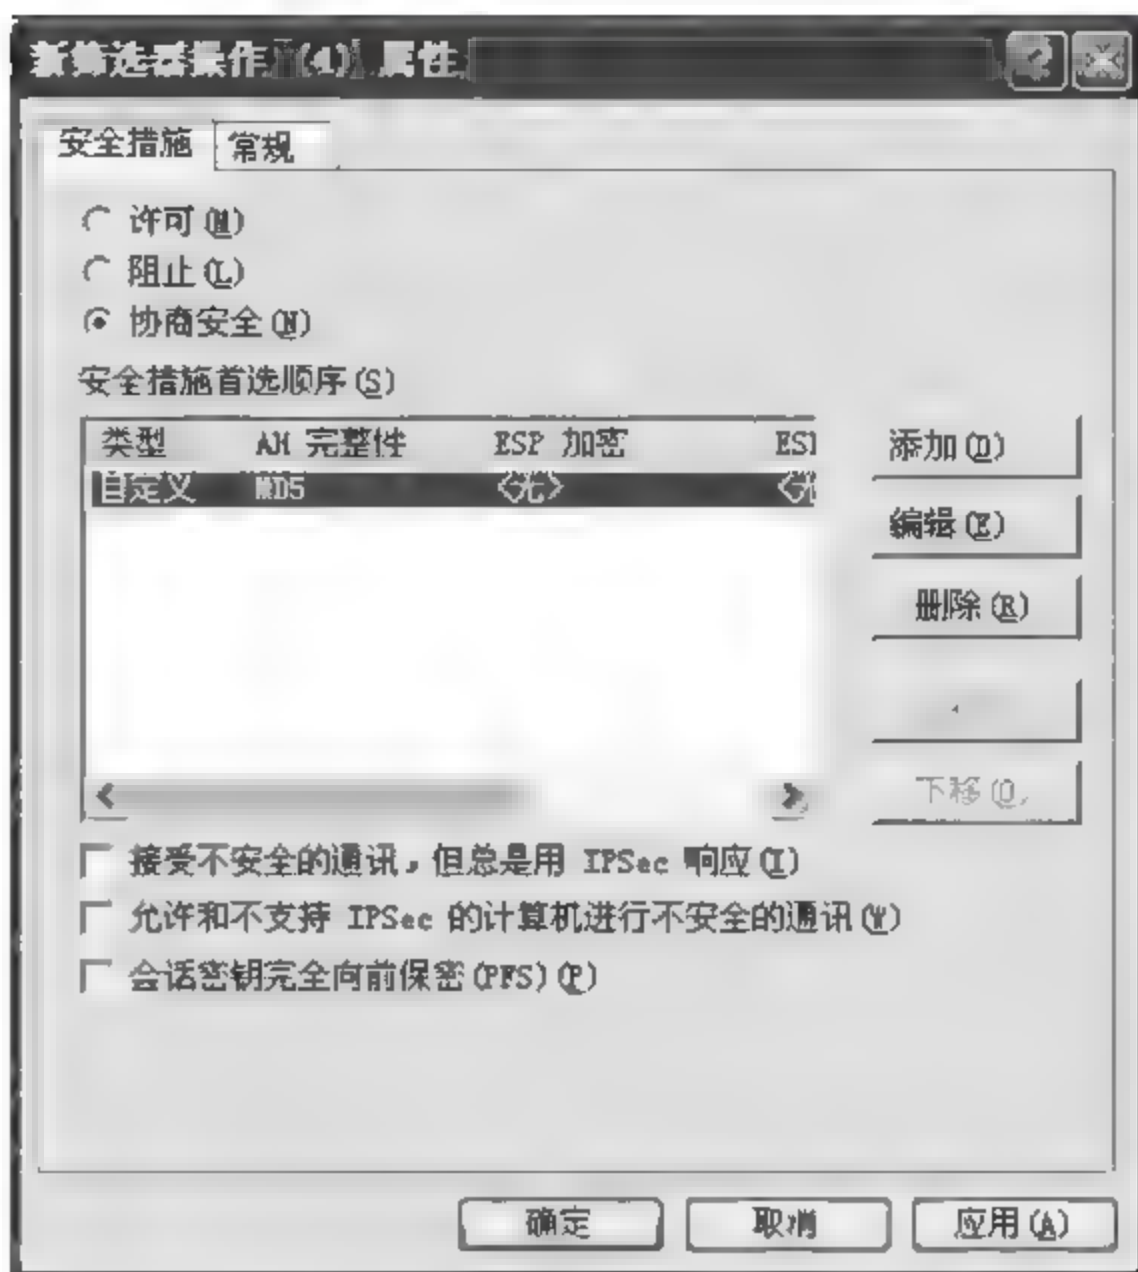 新筛选器操作 (4) 属性
安全措施 常规
许可(M)
阻止(L)
协商安全(N)
安全措施首选顺序(S)
类型 AH 完整性 ESP 加密 ES
自定义 MD5 <无> <无
添加(D)
编辑(E)
删除(R)
下移(O)
接受不安全的通讯，但总是用 IPSec 响应(I)
允许和不支持 IPSec 的计算机进行不安全的通讯(W)
会话密钥完全向前保密(PFS)(P)
确定 取消 应用(A)